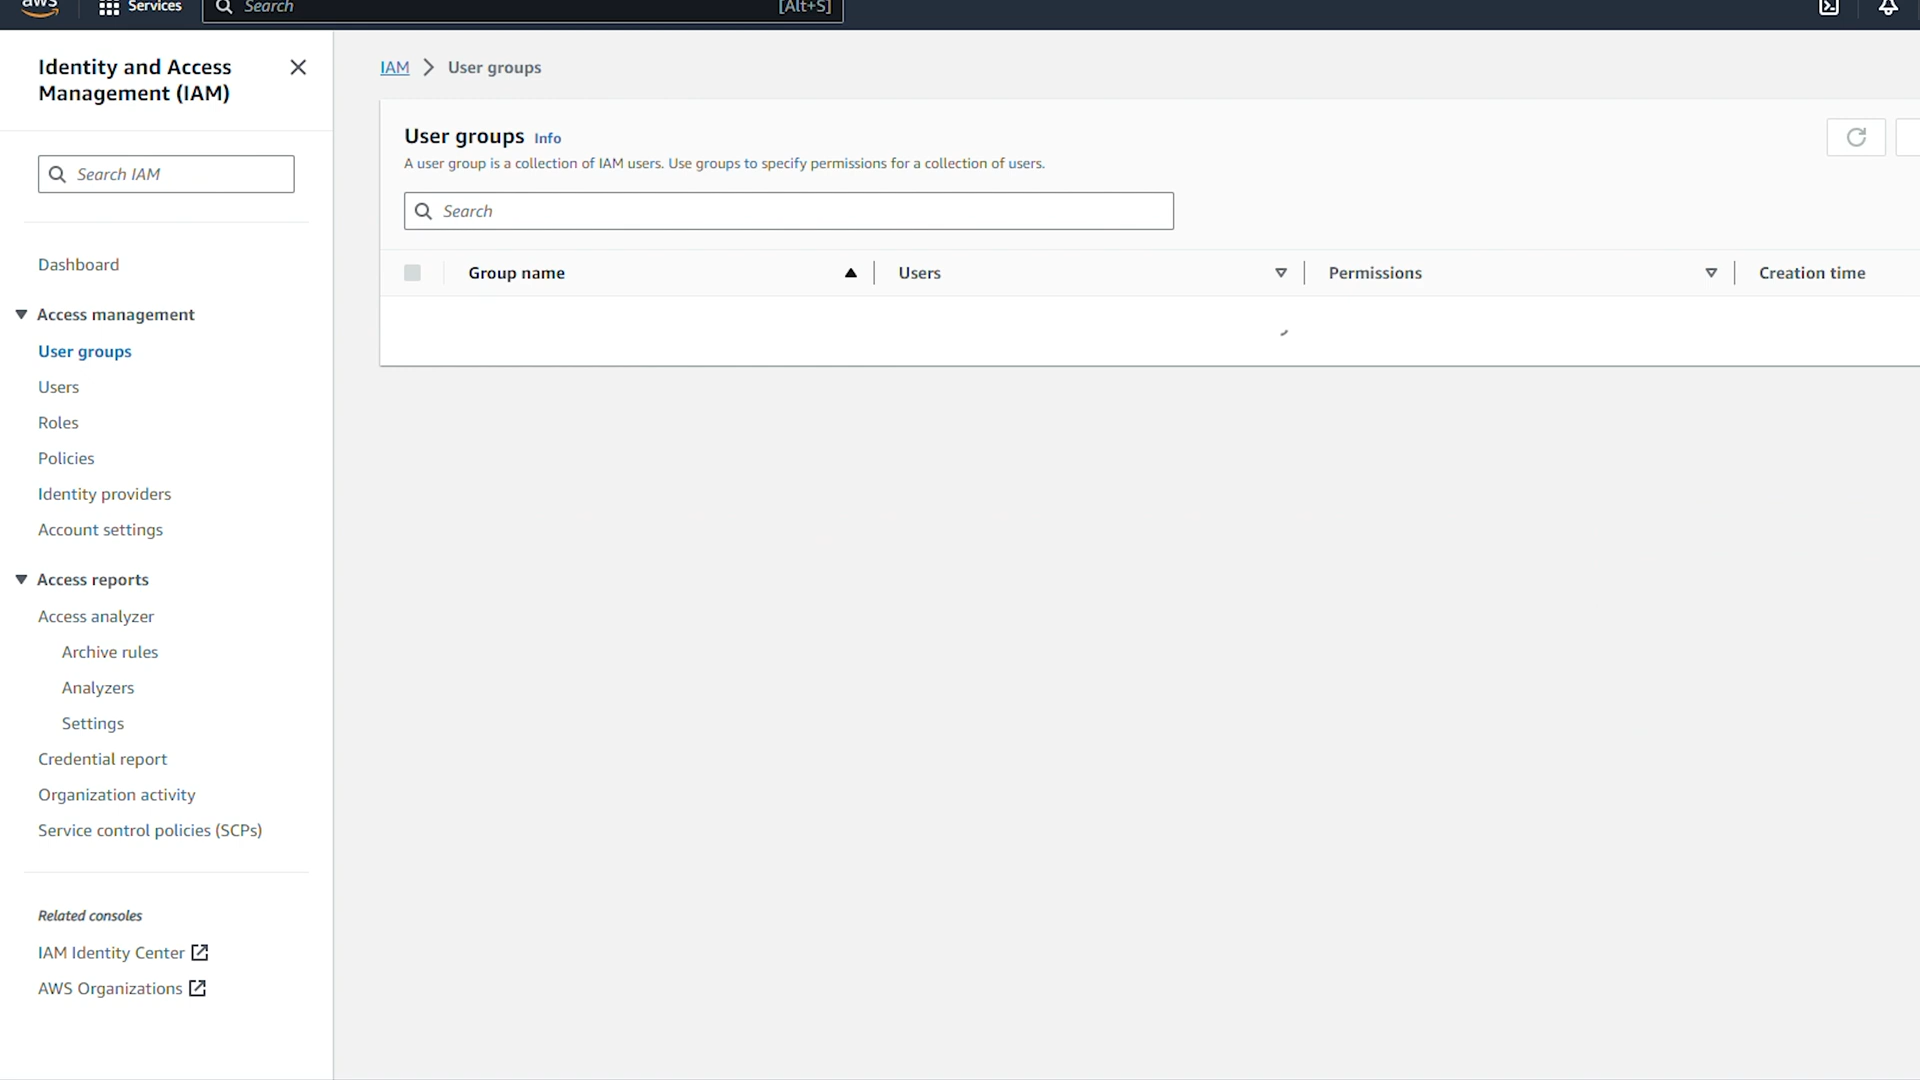 aws
Services
Search
[Alt+S]
Identity and Access
Management (IAM)
Search IAM
Dashboard
Access management
User groups
Users
Roles
Policies
Identity providers
Account settings
Access reports
Access analyzer
Archive rules
Analyzers
Settings
Credential report
Organization activity
Service control policies (SCPs)
Related consoles
IAM Identity Center
AWS Organizations
IAM > User groups
User groups Info
A user group is a collection of IAM users. Use groups to specify permissions for a collection of users.
Search
Group name Users Permissions Creation time